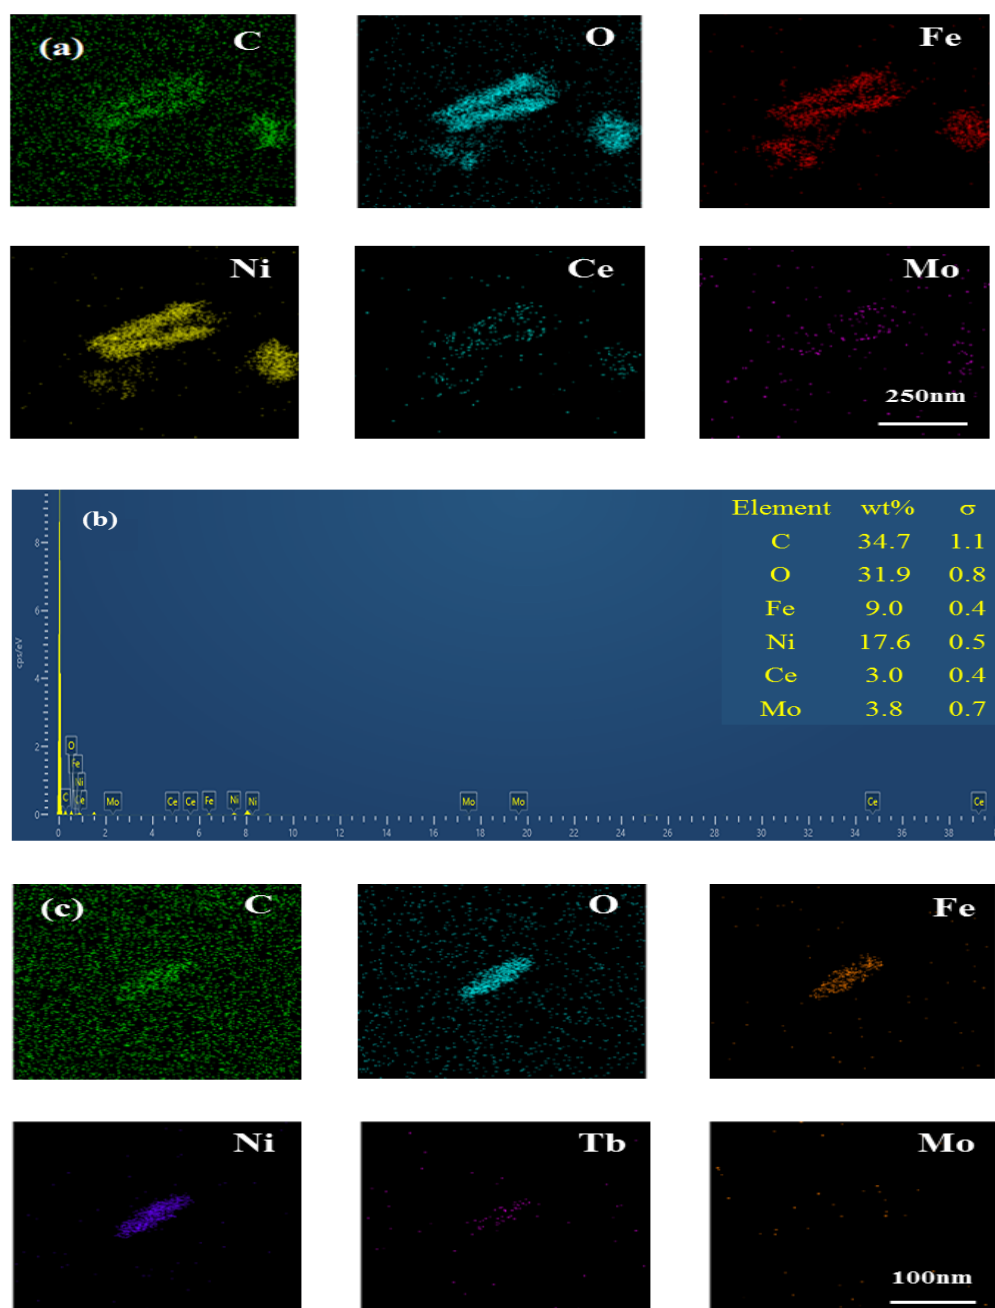 (a) C O Fe
Ni Ce Mo
250nm
(b)
Element wt% σ
C 34.7 1.1
O 31.9 0.8
Fe 9.0 0.4
Ni 17.6 0.5
Ce 3.0 0.4
Mo 3.8 0.7
cps/eV
8
6
4
2
0
O
Fe
Ni
C Ce Mo Ce Ce Fe Ni Ni Mo Mo Ce Ce
0 2 4 6 8 10 12 14 16 18 20 22 24 26 28 30 32 34 36 38
(c) C O Fe
Ni Tb Mo
100nm